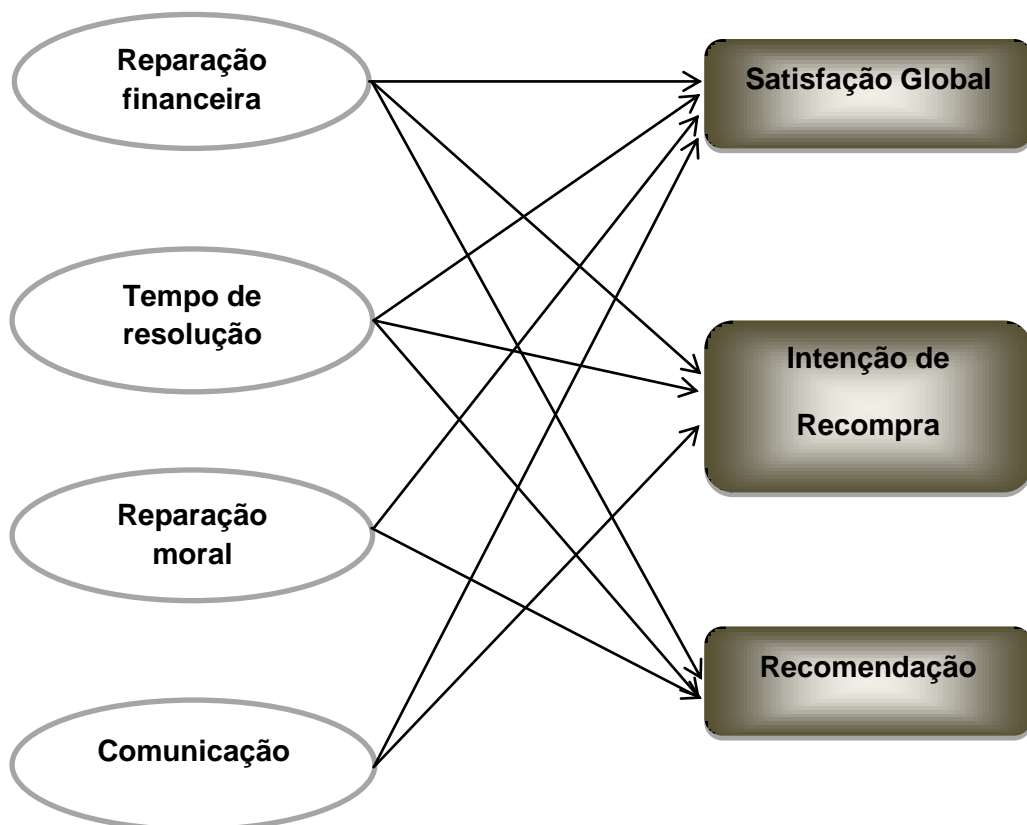 Reparação
financeira
Satisfação Global
Tempo de
resolução
Intenção de
Recompra
Reparação
moral
Recomendação
Comunicação